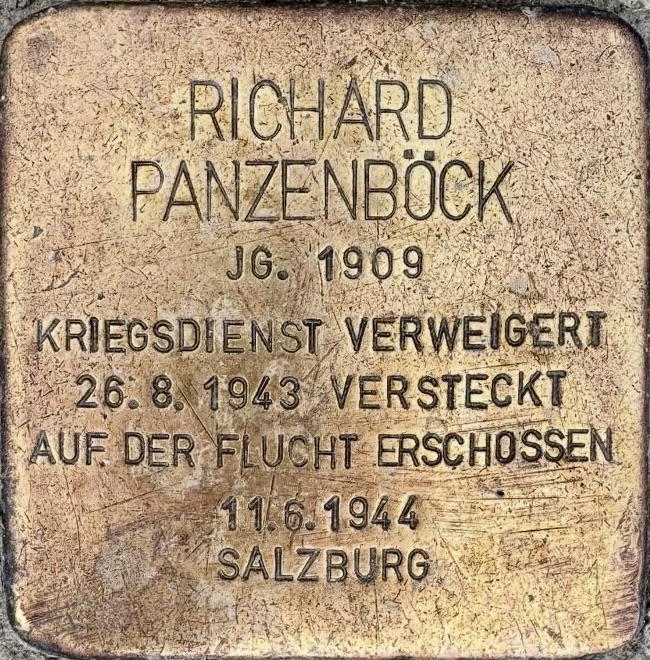 RICHARD
PANZENBÖCK
JG. 1909
KRIEGSDIENST VERWEIGERT
26.8. 1943 VERSTECKT
AUF DER FLUCHT ERSCHOSSEN
11.6.1944
SALZBURG